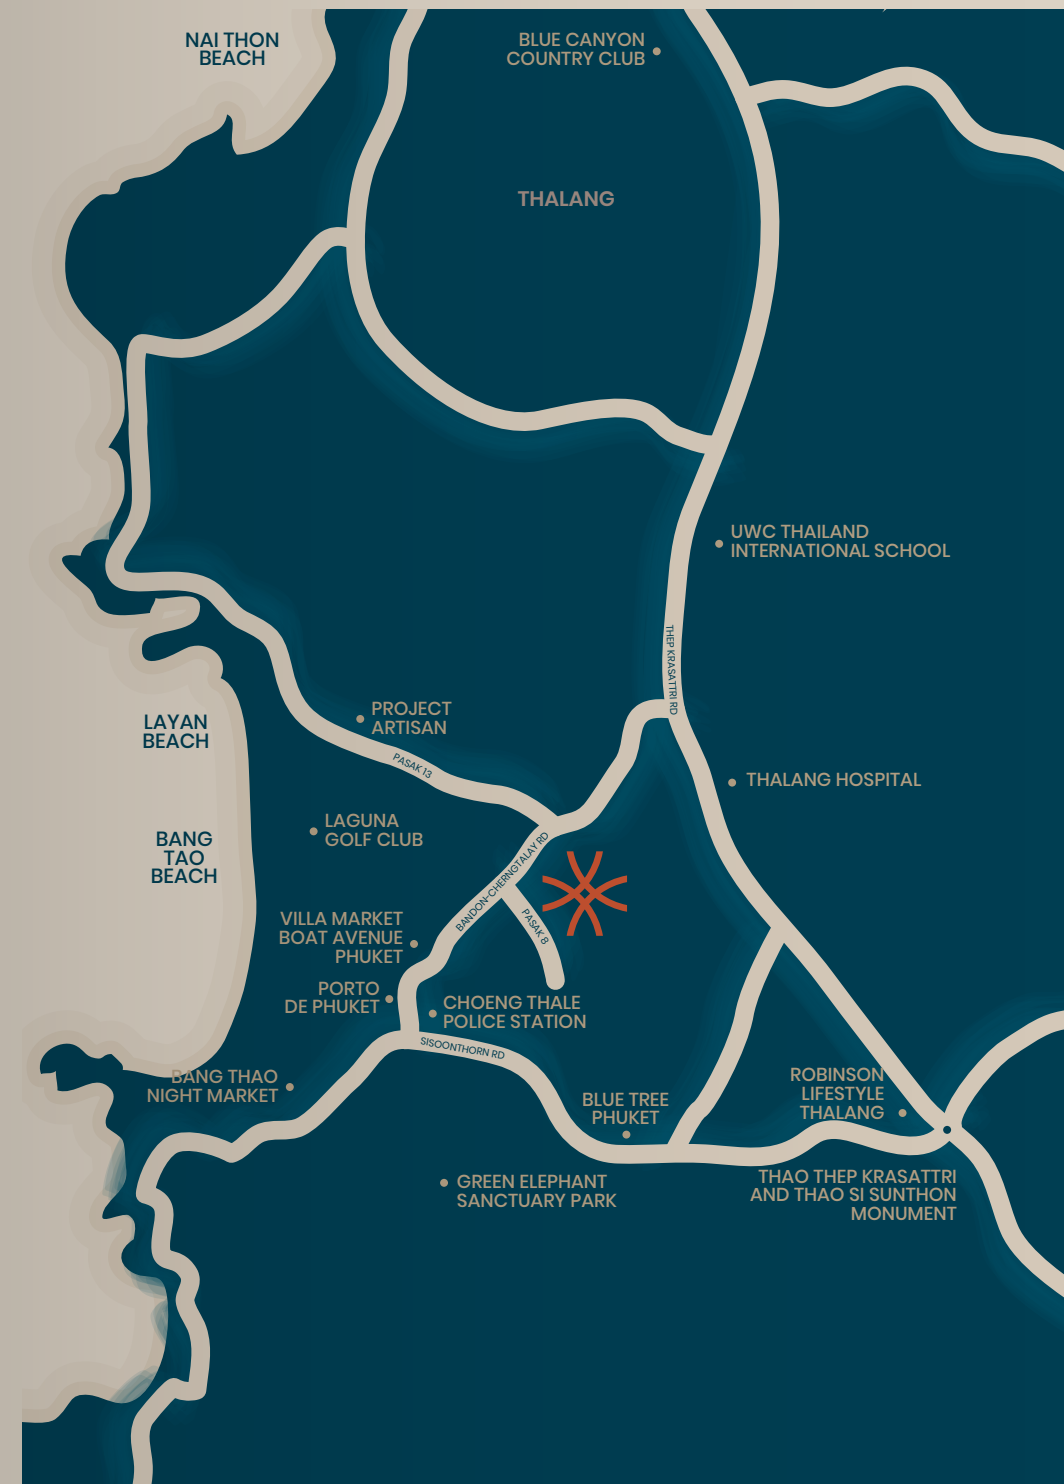 NAI THON
BEACH
BLUE CANYON
COUNTRY CLUB
THALANG
UWC THAILAND
INTERNATIONAL SCHOOL
THEP KRASATTRI RD
LAYAN
BEACH
PROJECT
ARTISAN
PASAK 13
THALANG HOSPITAL
LAGUNA
GOLF CLUB
BANG
TAO
BEACH
BANDON-CHERNGTALAY RD
PASAK 8
VILLA MARKET
BOAT AVENUE
PHUKET
PORTO
DE PHUKET
CHOENG THALE
POLICE STATION
SISOONTHORN RD
BANG THAO
NIGHT MARKET
BLUE TREE
PHUKET
ROBINSON
LIFESTYLE
THALANG
GREEN ELEPHANT
SANCTUARY PARK
THAO THEP KRASATTRI
AND THAO SI SUNTHON
MONUMENT